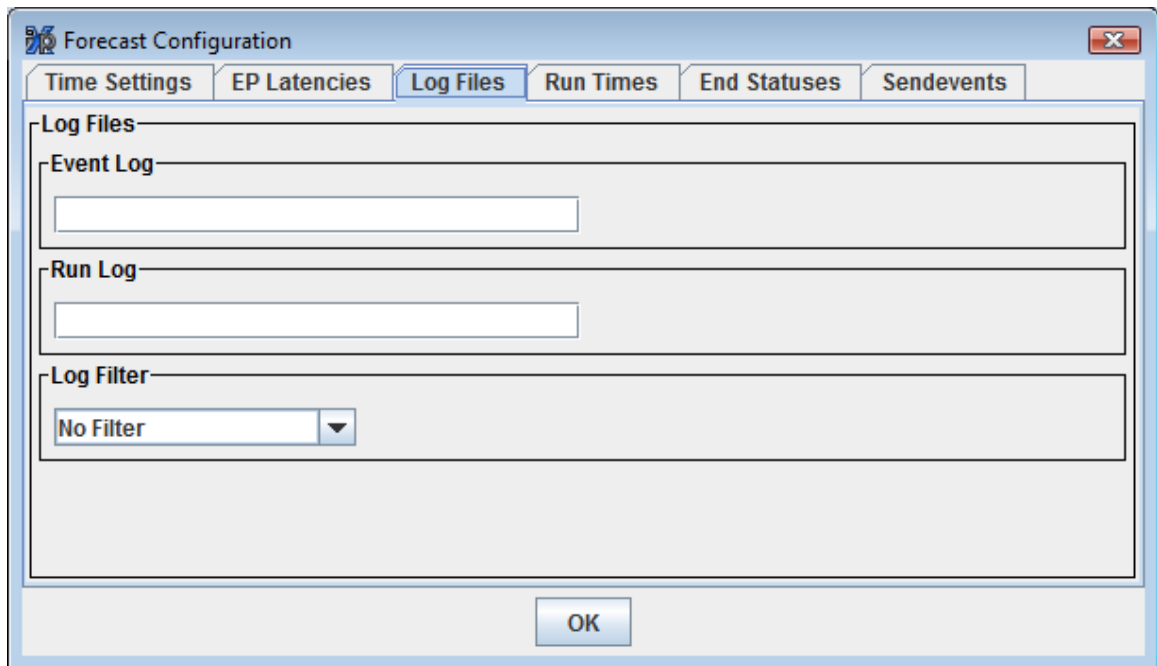 Forecast Configuration
Time Settings EP Latencies Log Files Run Times End Statuses Sendevents
Log Files
Event Log
Run Log
Log Filter
No Filter
OK